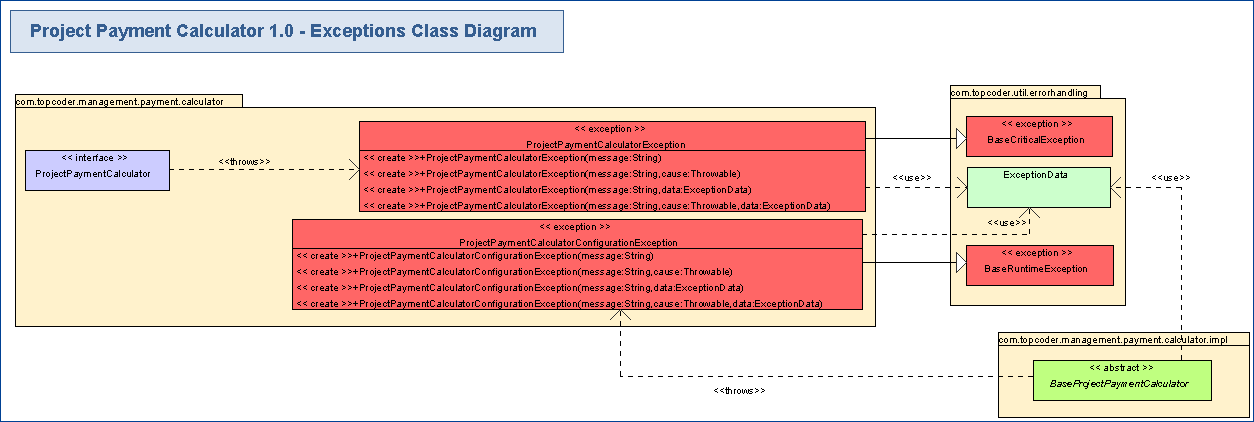 Project Payment Calculator 1.0 - Exceptions Class Diagram
com.topcoder.management.payment.calculator
<< interface >>
ProjectPaymentCalculator
<<throws>>
<< exception >>
ProjectPaymentCalculatorException
<< create >>+ProjectPaymentCalculatorException(message:String)
<< create >>+ProjectPaymentCalculatorException(message:String,cause:Throwable)
<< create >>+ProjectPaymentCalculatorException(message:String,data:ExceptionData)
<< create >>+ProjectPaymentCalculatorException(message:String,cause:Throwable,data:ExceptionData)
<< exception >>
ProjectPaymentCalculatorConfigurationException
<< create >>+ProjectPaymentCalculatorConfigurationException(message:String)
<< create >>+ProjectPaymentCalculatorConfigurationException(message:String,cause:Throwable)
<< create >>+ProjectPaymentCalculatorConfigurationException(message:String,data:ExceptionData)
<< create >>+ProjectPaymentCalculatorConfigurationException(message:String,cause:Throwable,data:ExceptionData)
com.topcoder.util.errorhandling
<< exception >>
BaseCriticalException
<<use>>
ExceptionData
<<use>>
<<use>>
<< exception >>
BaseRuntimeException
com.topcoder.management.payment.calculator.impl
<< abstract >>
BaseProjectPaymentCalculator
<<throws>>